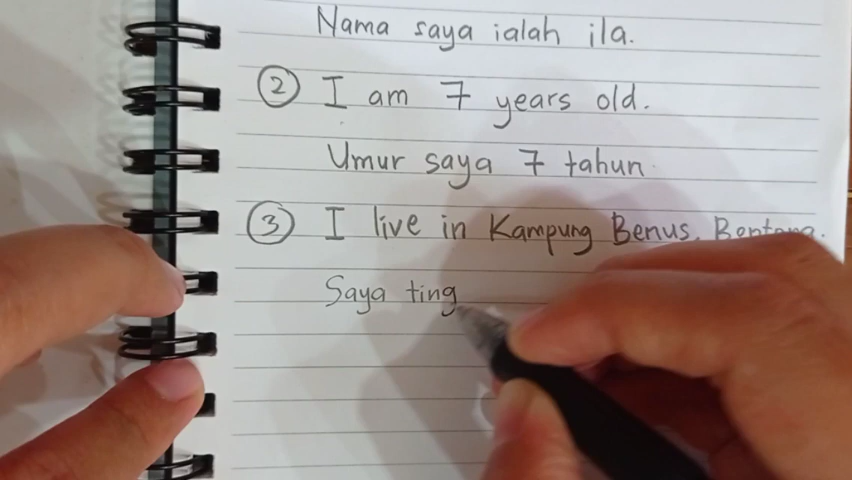 Nama saya ialah ila.
② I am 7 years old.
Umur saya 7 tahun.
③ I live in Kampung Benus, Bentong.
Saya ting